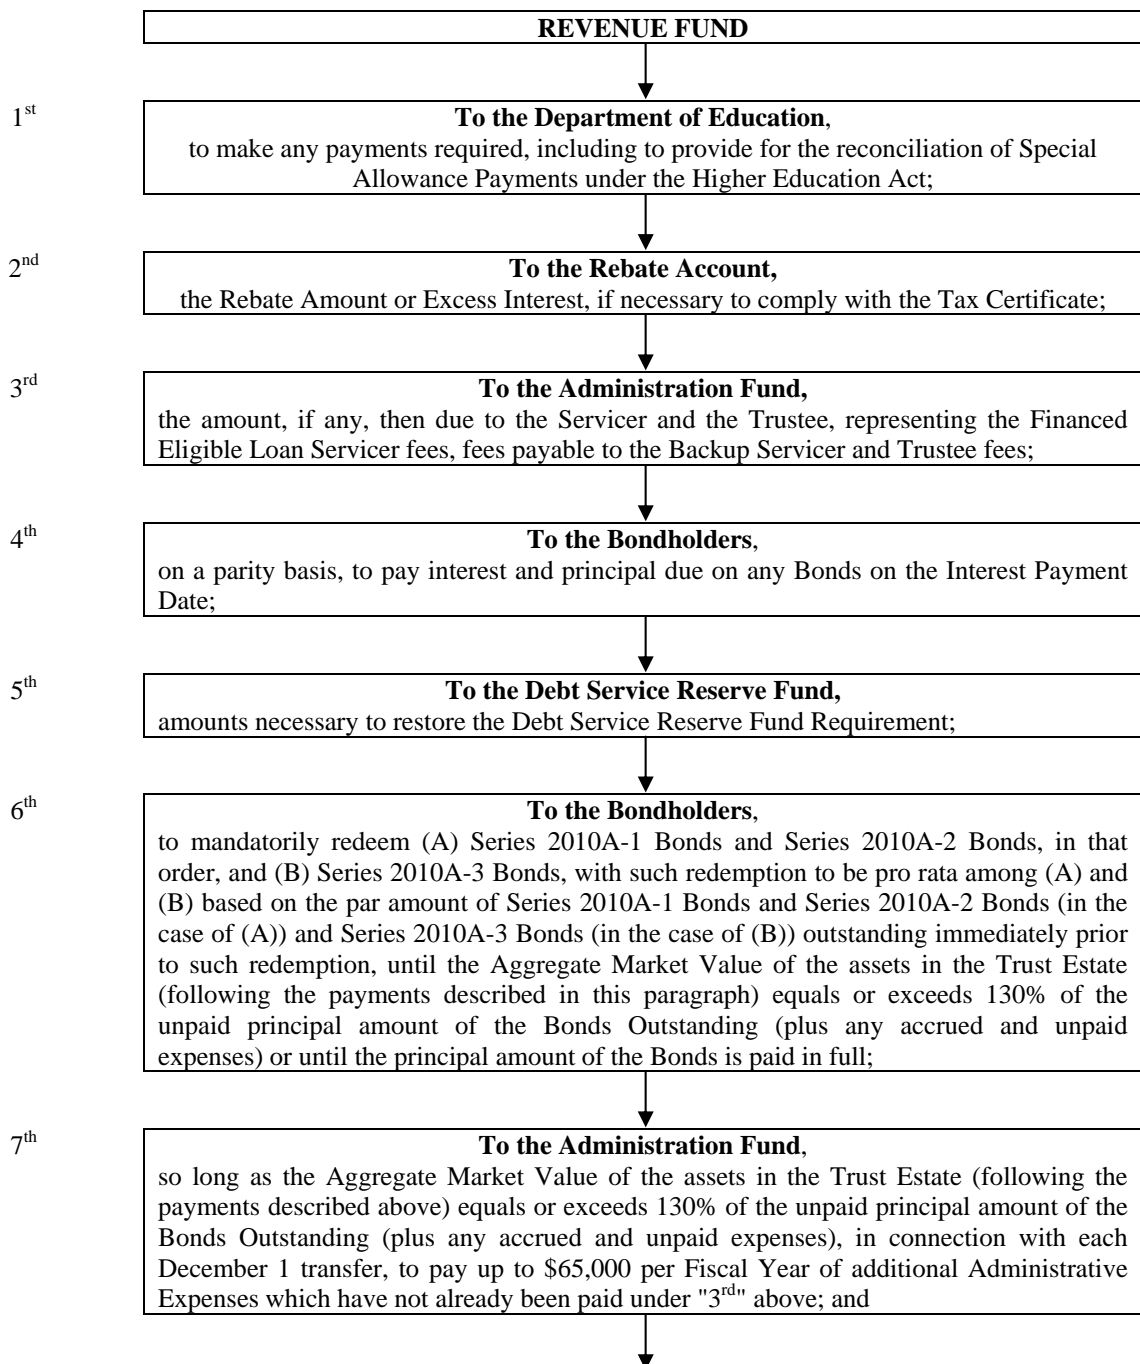 REVENUE FUND
1st
To the Department of Education,
to make any payments required, including to provide for the reconciliation of Special
Allowance Payments under the Higher Education Act;
2nd
To the Rebate Account,
the Rebate Amount or Excess Interest, if necessary to comply with the Tax Certificate;
3rd
To the Administration Fund,
the amount, if any, then due to the Servicer and the Trustee, representing the Financed
Eligible Loan Servicer fees, fees payable to the Backup Servicer and Trustee fees;
4th
To the Bondholders,
on a parity basis, to pay interest and principal due on any Bonds on the Interest Payment
Date;
5th
To the Debt Service Reserve Fund,
amounts necessary to restore the Debt Service Reserve Fund Requirement;
6th
To the Bondholders,
to mandatorily redeem (A) Series 2010A-1 Bonds and Series 2010A-2 Bonds, in that
order, and (B) Series 2010A-3 Bonds, with such redemption to be pro rata among (A) and
(B) based on the par amount of Series 2010A-1 Bonds and Series 2010A-2 Bonds (in the
case of (A)) and Series 2010A-3 Bonds (in the case of (B)) outstanding immediately prior
to such redemption, until the Aggregate Market Value of the assets in the Trust Estate
(following the payments described in this paragraph) equals or exceeds 130% of the
unpaid principal amount of the Bonds Outstanding (plus any accrued and unpaid
expenses) or until the principal amount of the Bonds is paid in full;
7th
To the Administration Fund,
so long as the Aggregate Market Value of the assets in the Trust Estate (following the
payments described above) equals or exceeds 130% of the unpaid principal amount of the
Bonds Outstanding (plus any accrued and unpaid expenses), in connection with each
December 1 transfer, to pay up to $65,000 per Fiscal Year of additional Administrative
Expenses which have not already been paid under "3rd" above; and